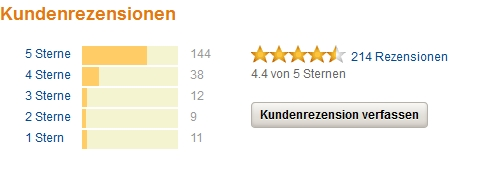 Kundenrezensionen
5 Sterne 144
4 Sterne 38
3 Sterne 12
2 Sterne 9
1 Stern 11
214 Rezensionen
4.4 von 5 Sternen
Kundenrezension verfassen